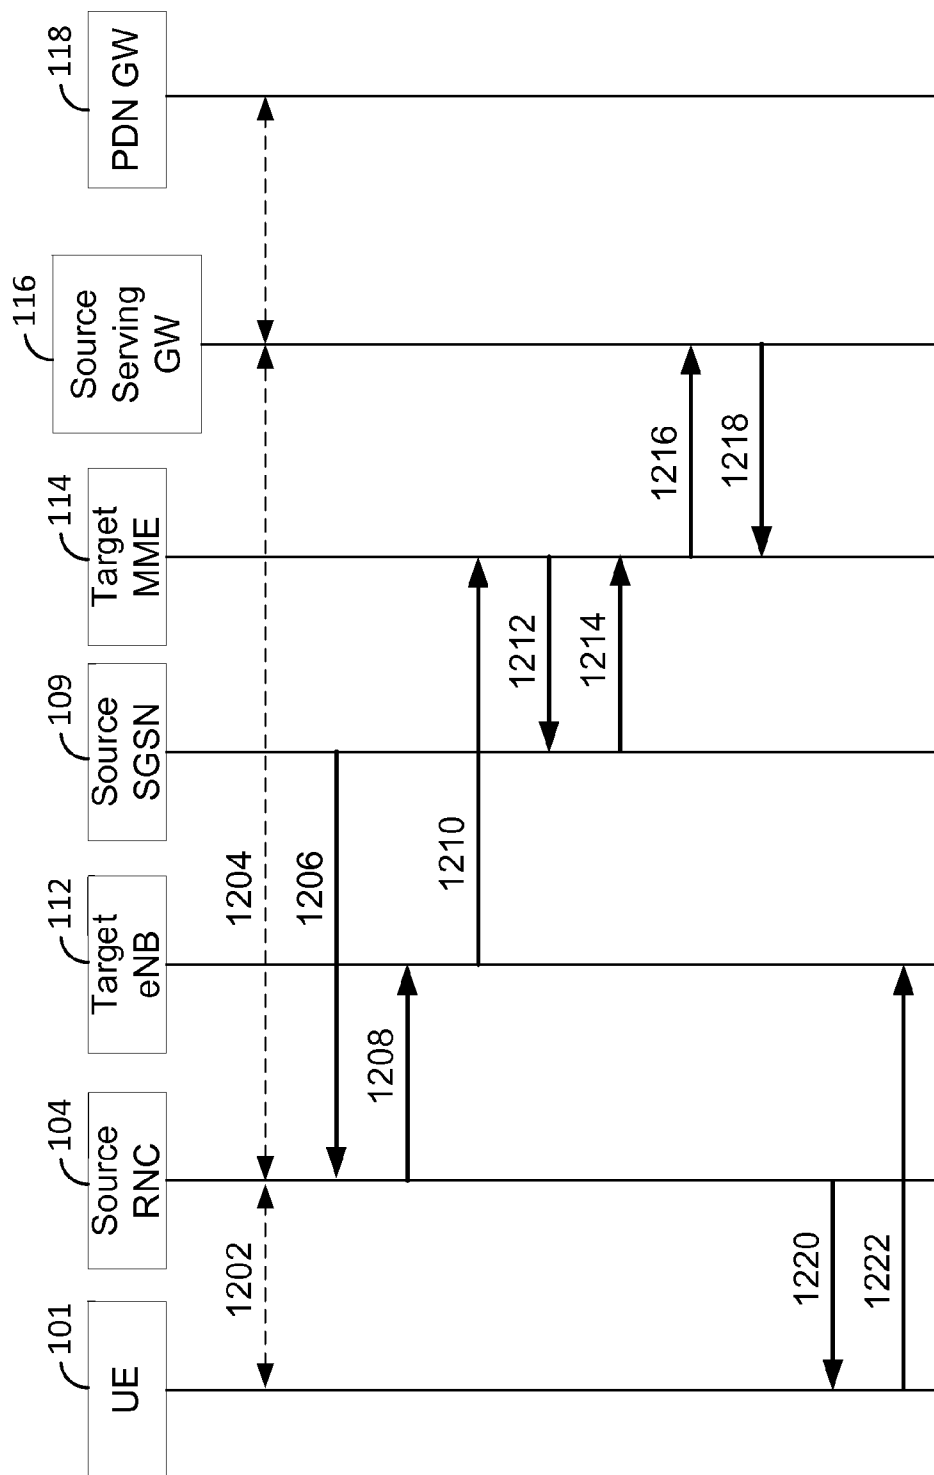 101
UE
104
Source
RNC
112
Target
eNB
109
Source
SGSN
114
Target
MME
116
Source
Serving
GW
118
PDN GW
1202
1204
1206
1208
1210
1212
1214
1216
1218
1220
1222